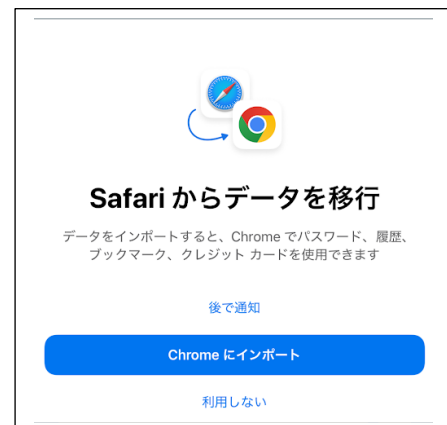 Safari からデータを移行
データをインポートすると、Chrome でパスワード、履歴、
ブックマーク、クレジット カードを使用できます
後で通知
Chrome にインポート
利用しない